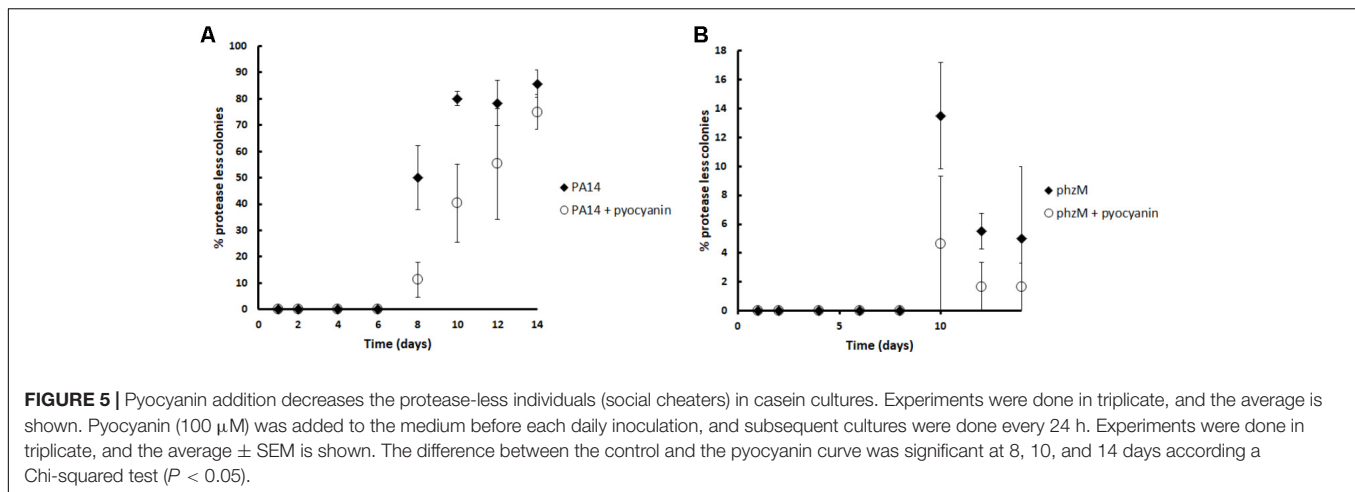 A
100
90
80
70
60
50
40
30
20
10
0
% protease less colonies
0 2 4 6 8 10 12 14
Time (days)
PA14
PA14 + pyocyanin
B
18
16
14
12
10
8
6
4
2
0
% protease less colonies
0 5 10
Time (days)
phzM
phzM + pyocyanin
FIGURE 5 | Pyocyanin addition decreases the protease-less individuals (social cheaters) in casein cultures. Experiments were done in triplicate, and the average is
shown. Pyocyanin (100 μM) was added to the medium before each daily inoculation, and subsequent cultures were done every 24 h. Experiments were done in
triplicate, and the average ± SEM is shown. The difference between the control and the pyocyanin curve was significant at 8, 10, and 14 days according a
Chi-squared test (P < 0.05).